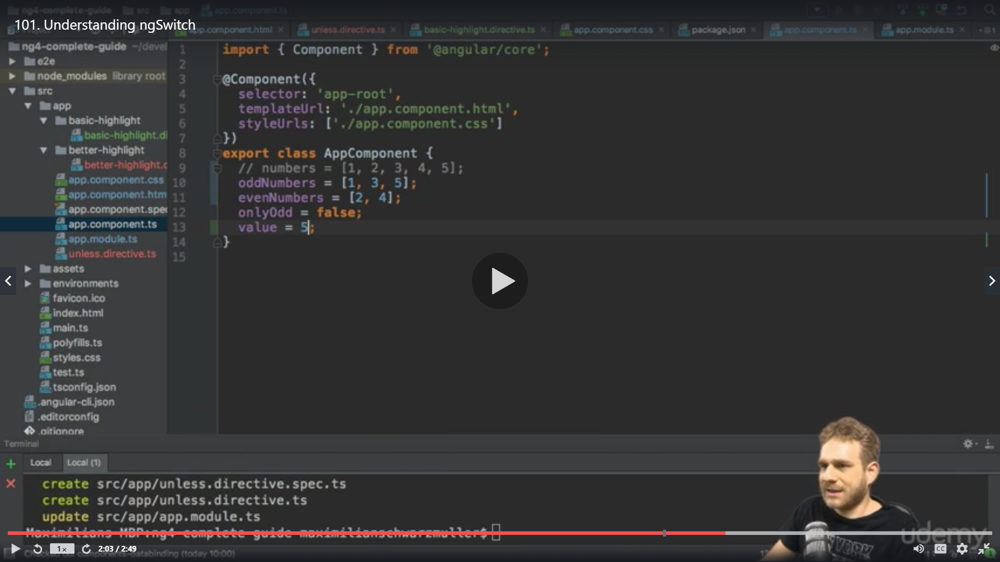 ng4-complete-guide src app app.component.ts
101. Understanding ngSwitch
app.component.html unless.directive.ts basic-highlight.directive.ts app.component.css package.json app.component.ts app.module.ts
ng4-complete-guide ~/devel
e2e
node_modules library root
src
app
basic-highlight
basic-highlight.di
better-highlight
better-highlight.c
app.component.css
app.component.htm
app.component.spec
app.component.ts
app.module.ts
unless.directive.ts
assets
environments
favicon.ico
index.html
main.ts
polyfills.ts
styles.css
test.ts
tsconfig.json
.angular-cli.json
.editorconfig
.gitignore
1 import { Component } from '@angular/core';
2
3 @Component({
4 selector: 'app-root',
5 templateUrl: './app.component.html',
6 styleUrls: ['./app.component.css']
7 })
8 export class AppComponent {
9 // numbers = [1, 2, 3, 4, 5];
10 oddNumbers = [1, 3, 5];
11 evenNumbers = [2, 4];
12 onlyOdd = false;
13 value = 5;
14 }
15
Terminal
Local Local (1)
create src/app/unless.directive.spec.ts
create src/app/unless.directive.ts
update src/app/app.module.ts
Maximilians-MBP:ng4-complete-guide maximilianschwarzmuller$
udemy
1x 2:03 / 2:49 CC
components-databinding (today 10:00)